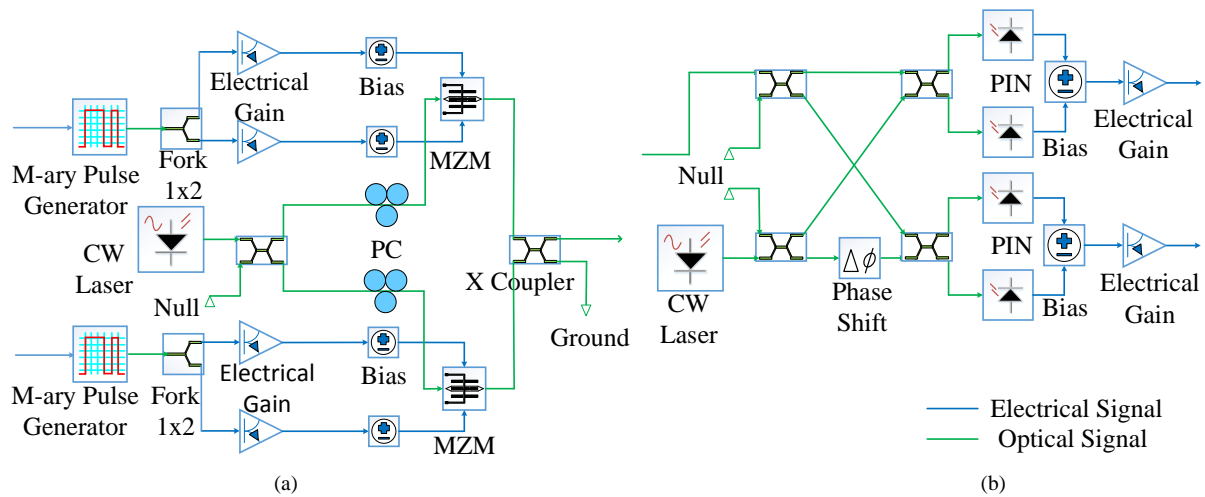 Electrical
Gain
Bias
M-ary Pulse
Generator
Fork
1x2
MZM
CW
Laser
PC
Null
X Coupler
Ground
M-ary Pulse
Generator
Fork
1x2
Electrical
Gain
Bias
MZM
(a)
PIN
Bias
Electrical
Gain
Null
CW
Laser
Δϕ
Phase
Shift
PIN
Bias
Electrical
Gain
Electrical Signal
Optical Signal
(b)